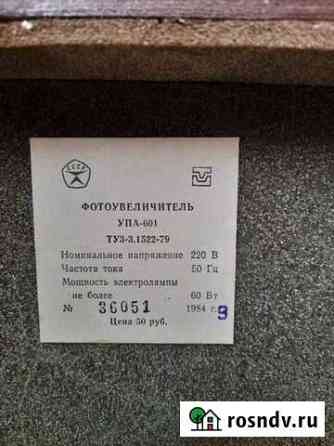 СССР
ФОТОУВЕЛИЧИТЕЛЬ
УПА-601
ТУ3-3.1522-79
Номинальное напряжение 220 В
Частота тока 50 Гц
Мощность электролампы
не более 60 Вт
№ 36051 1984 г.
Цена 50 руб.
rosndv.ru